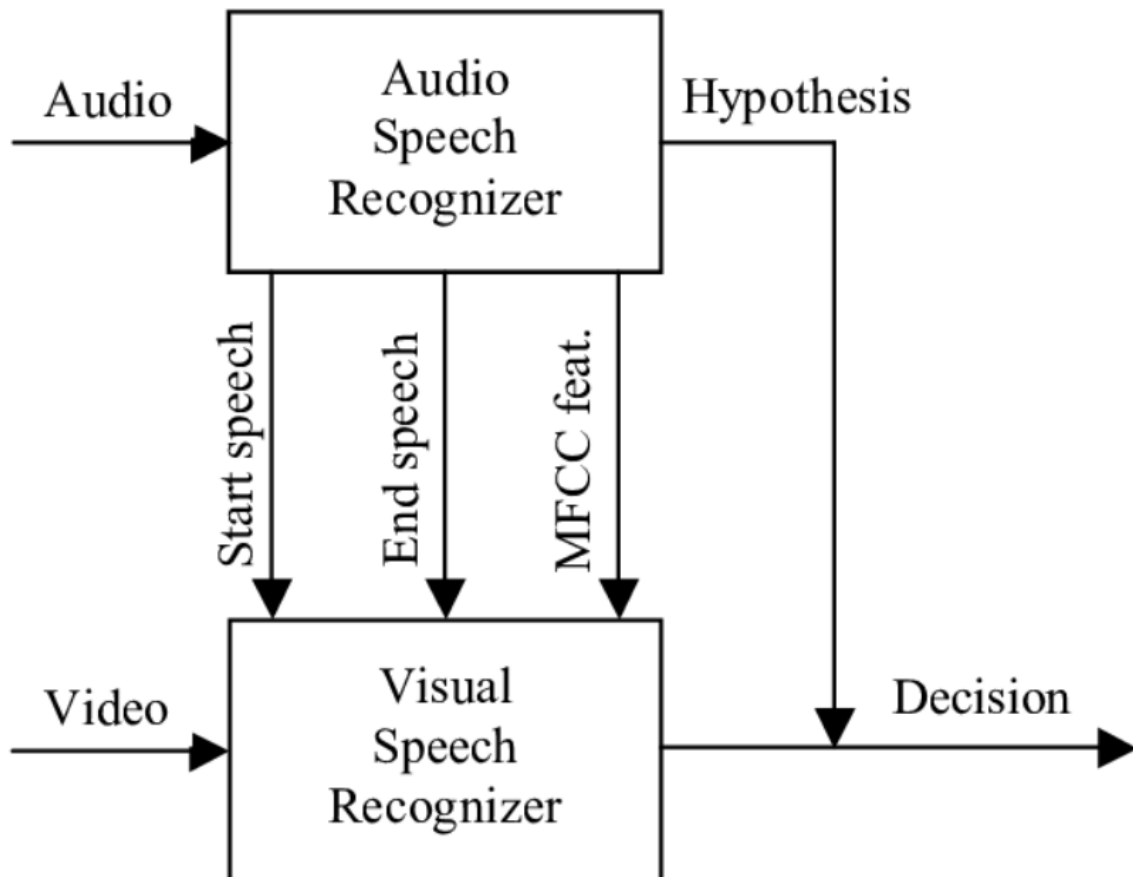 Audio
Audio
Speech
Recognizer
Hypothesis
Start speech
End speech
MFCC feat.
Video
Visual
Speech
Recognizer
Decision